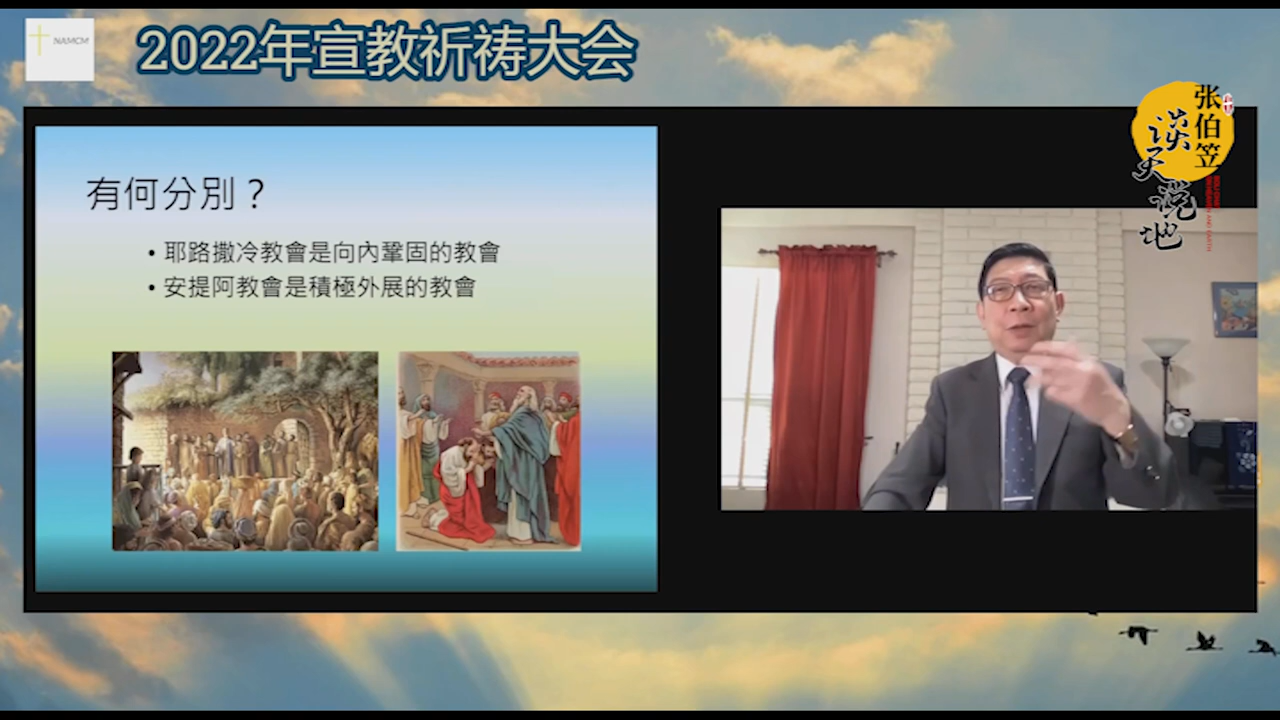 NAMCM
2022年宣教祈祷大会
张伯笠
谈天说地
有何分別？
• 耶路撒冷教會是向內鞏固的教會
• 安提阿教會是積極外展的教會